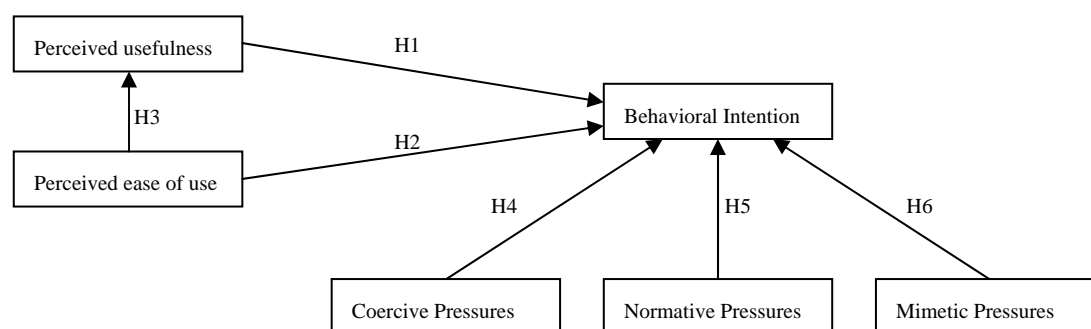 Perceived usefulness
H1
H3
Behavioral Intention
H2
Perceived ease of use
H4
H5
H6
Coercive Pressures
Normative Pressures
Mimetic Pressures